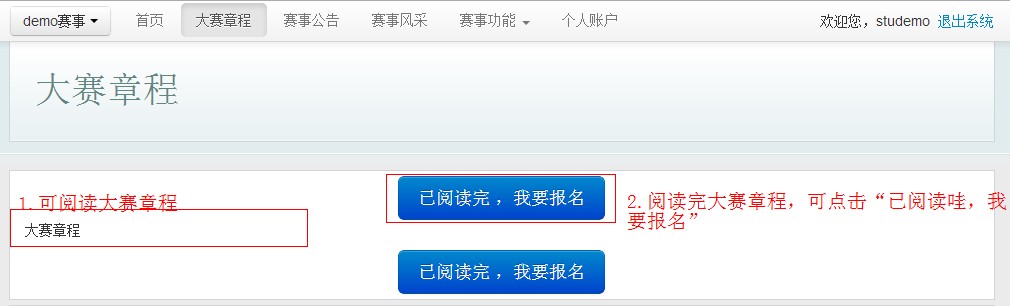 demo赛事 首页 大赛章程 赛事公告 赛事风采 赛事功能 个人账户 欢迎您，studemo 退出系统
大赛章程
1.可阅读大赛章程
已阅读完 ，我要报名
2.阅读完大赛章程，可点击“已阅读哇，我
要报名”
大赛章程
已阅读完 ，我要报名